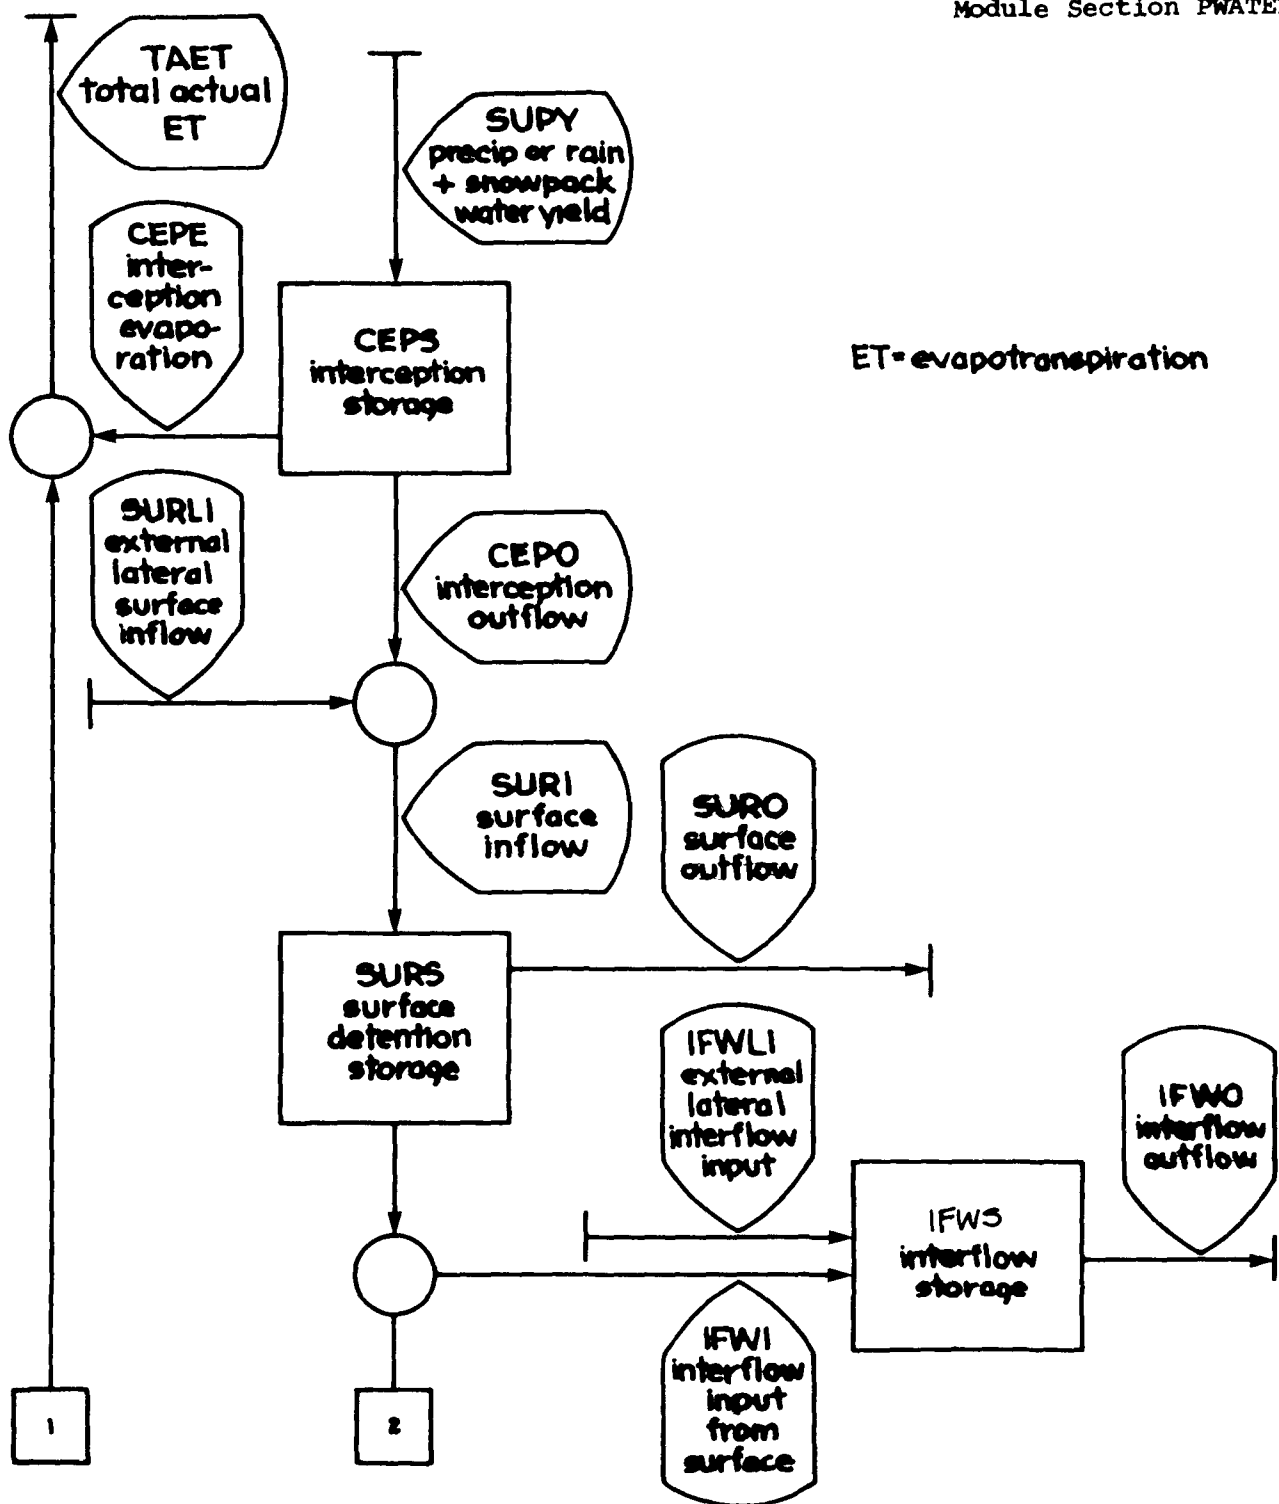 Module Section PWATE
TAET
total actual
ET
SUPY
precip or rain
+ snowpack
water yield
CEPE
inter-
ception
evapo-
ration
CEPS
interception
storage
ET=evapotranspiration
SURLI
external
lateral
surface
inflow
CEPO
interception
outflow
SURI
surface
inflow
SURO
surface
outflow
SURS
surface
detention
storage
IFWLI
external
lateral
interflow
input
IFWO
interflow
outflow
IFWS
interflow
storage
IFWI
interflow
input
from
surface
1
2